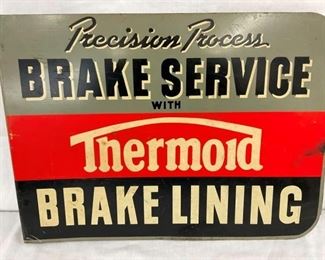 Precision Process
BRAKE SERVICE
WITH
Thermoid
BRAKE LINING